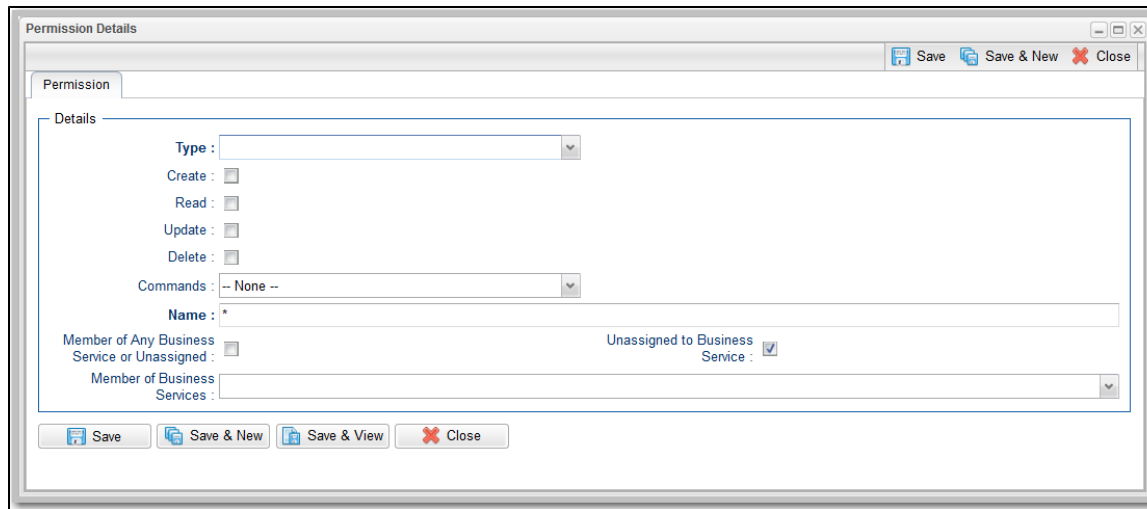 Permission Details
Save Save & New Close
Permission
Details
Type :
Create :
Read :
Update :
Delete :
Commands : -- None --
Name : *
Member of Any Business
Service or Unassigned :
Unassigned to Business
Service :
Member of Business
Services :
Save Save & New Save & View Close